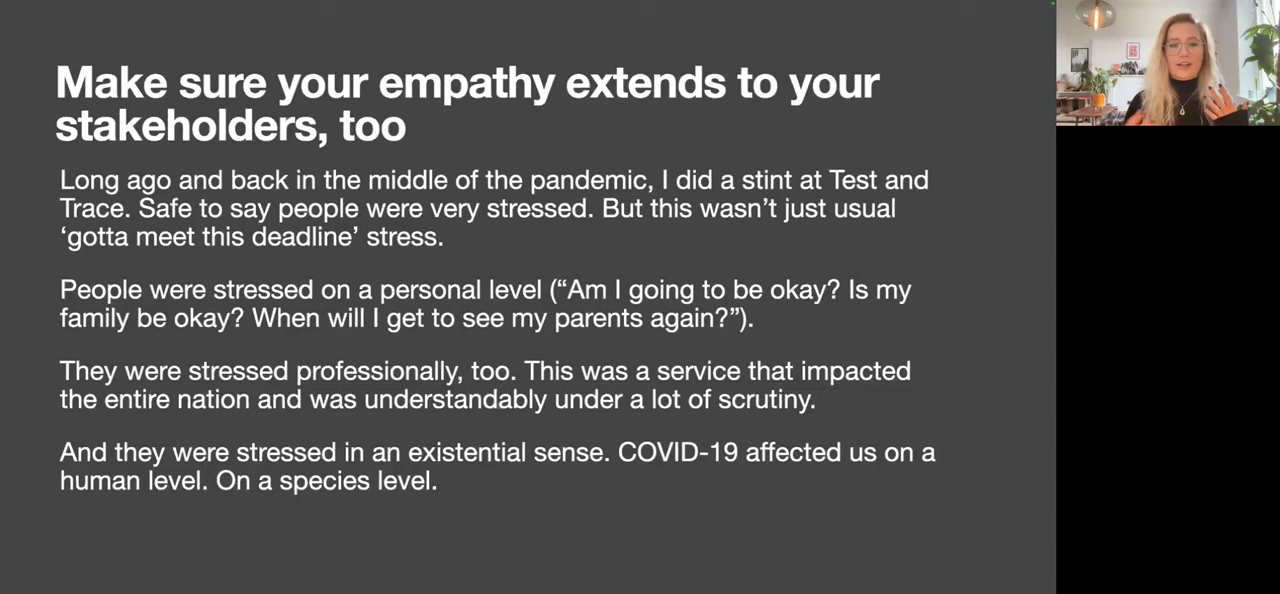 Make sure your empathy extends to your
stakeholders, too
Long ago and back in the middle of the pandemic, I did a stint at Test and
Trace. Safe to say people were very stressed. But this wasn’t just usual
‘gotta meet this deadline’ stress.
People were stressed on a personal level (“Am I going to be okay? Is my
family be okay? When will I get to see my parents again?”).
They were stressed professionally, too. This was a service that impacted
the entire nation and was understandably under a lot of scrutiny.
And they were stressed in an existential sense. COVID-19 affected us on a
human level. On a species level.